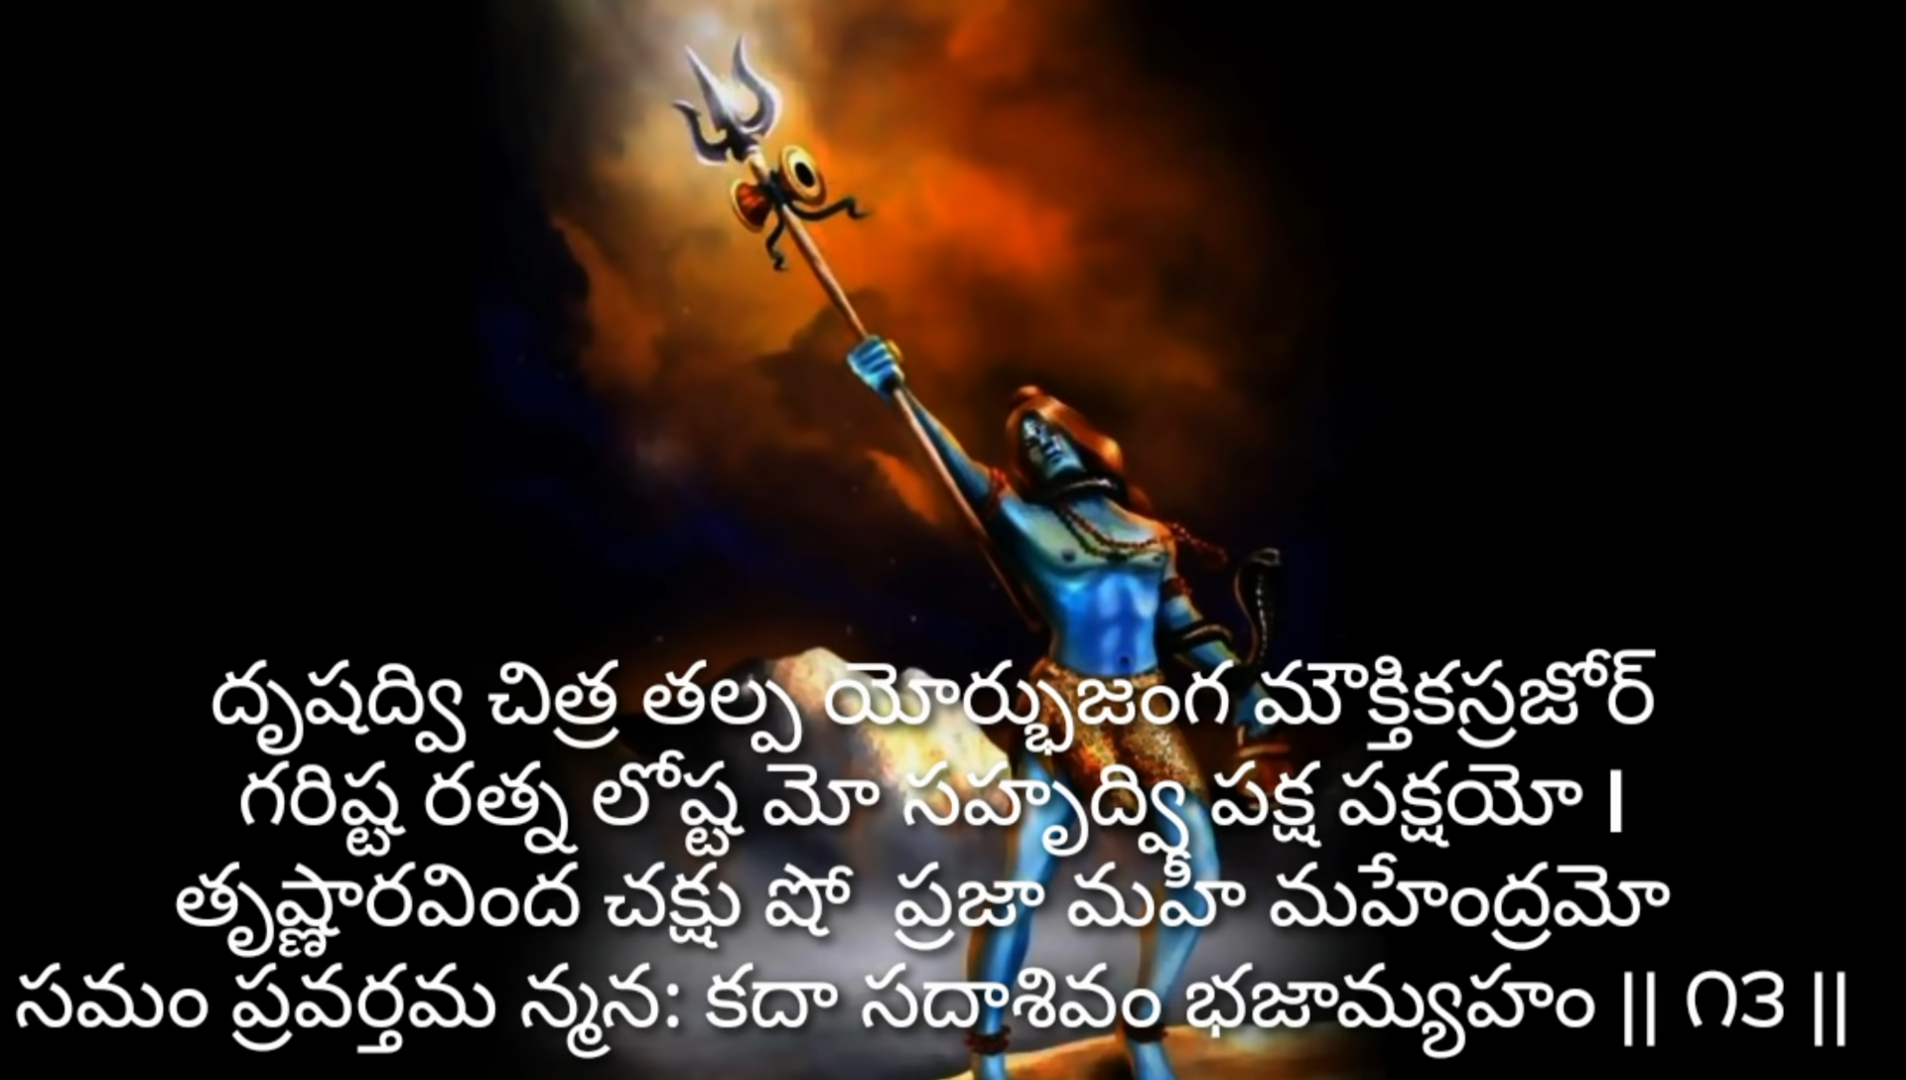 దృషద్వి చిత్ర తల్ప యోర్భుజంగ మౌక్తికస్రజోర్
గరిష్ట రత్న లోష్ట మో సహృద్వి పక్ష పక్షయో |
తృష్ణారవింద చక్షు షో ప్రజా మహీ మహేంద్రమో
సమం ప్రవర్తమ న్మన: కదా సదాశివం భజామ్యహం || ౧౩ ||